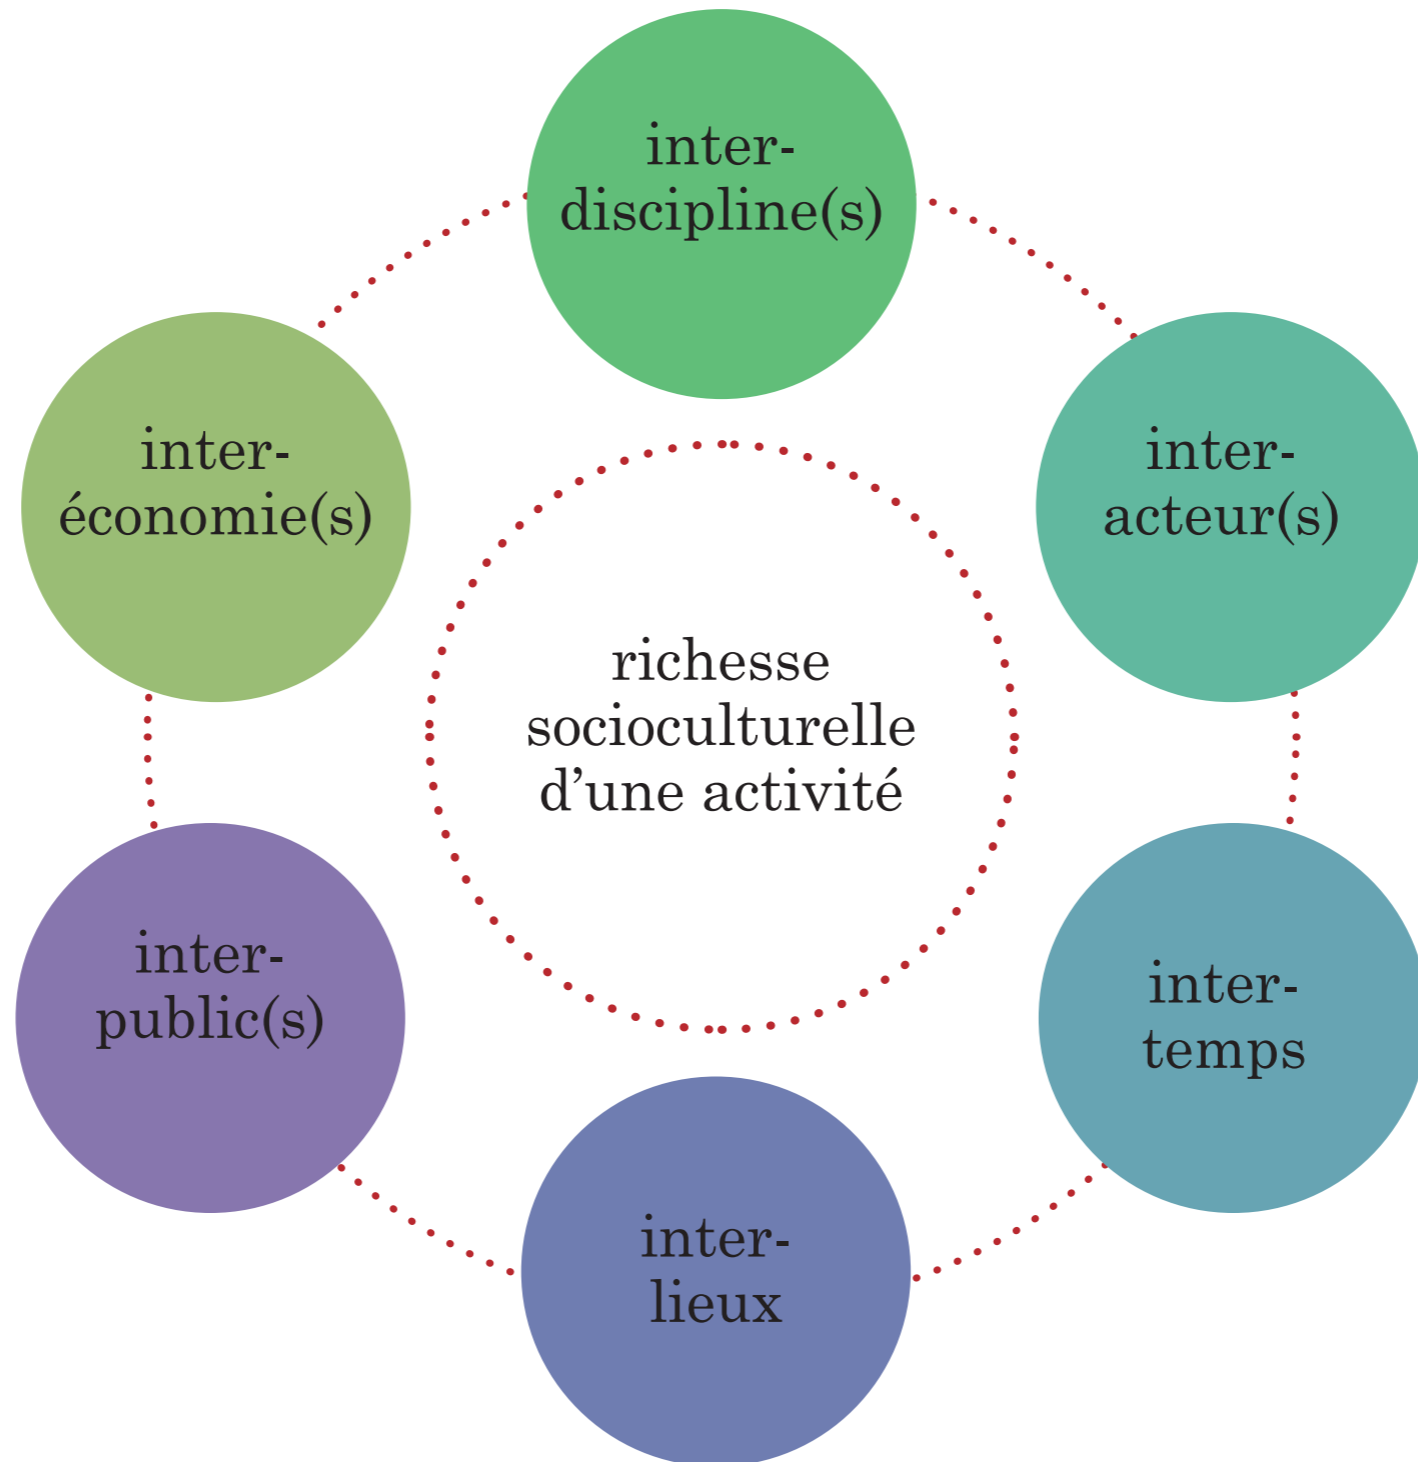 inter-
discipline(s)
inter-
économie(s)
inter-
acteur(s)
richesse
socioculturelle
d’une activité
inter-
public(s)
inter-
temps
inter-
lieux